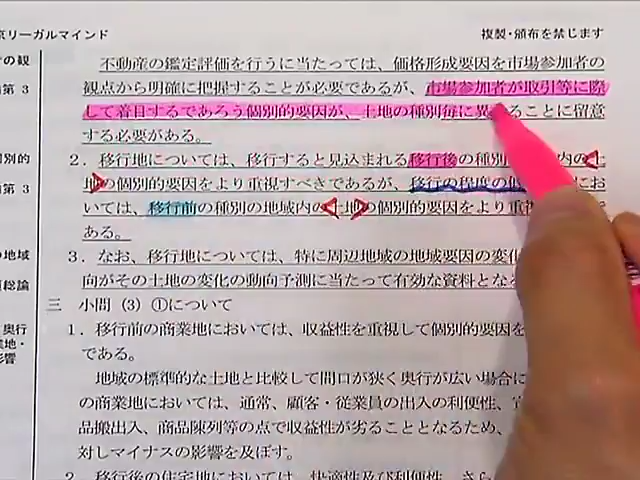 京リーガルマインド
複製・頒布を禁じます
不動産の鑑定評価を行うに当たっては、価格形成要因を市場参加者の
観点から明確に把握することが必要であるが、市場参加者が取引等に際
して着目するであろう個別的要因が、土地の種別毎に異なることに留意
する必要がある。
2．移行地については、移行すると見込まれる移行後の種別 内の土
地の個別的要因をより重視すべきであるが、移行の程度の にお
いては、移行前の種別の地域内の土地の個別的要因をより重視
ある。
3．なお、移行地については、特に周辺地域の地域要因の変化
向がその土地の変化の動向予測に当たって有効な資料とな
三 小問（3）①について
1．移行前の商業地においては、収益性を重視して個別的要因を
である。
地域の標準的な土地と比較して間口が狭く奥行が広い場合に
の商業地においては、通常、顧客・従業員の出入の利便性、
品搬出入、商品陳列等の点で収益性が劣ることとなるため、
対しマイナスの影響を及ぼす。
2．移行後の住宅地においては、快適性及び利便性、さら
の観
第3
別的
第3
の地域
総論
奥行
影響